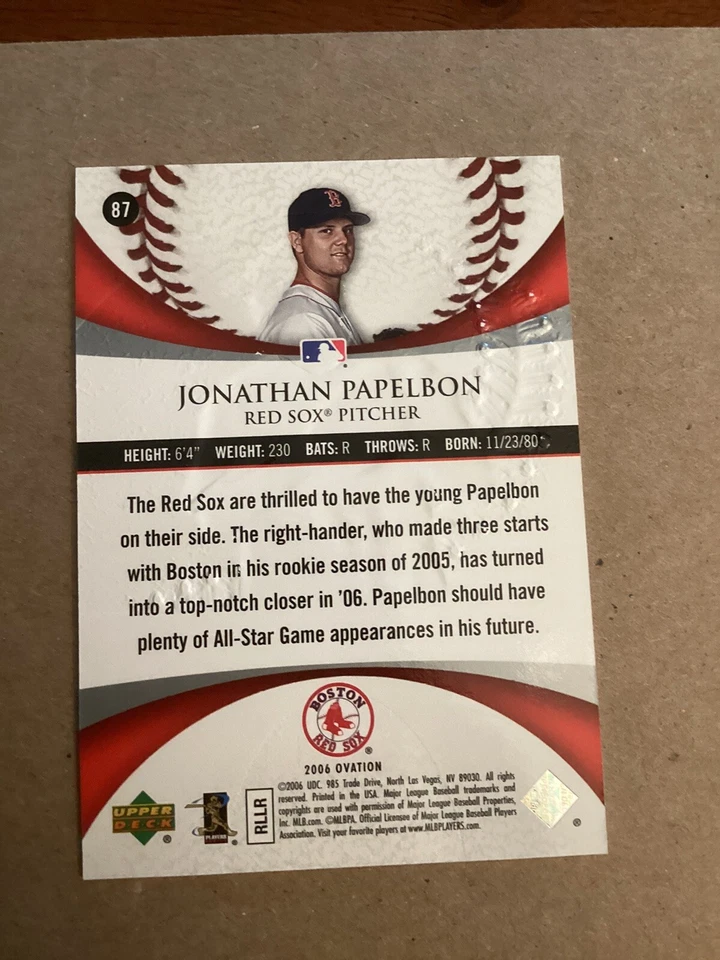 87
B
JONATHAN PAPELBON
RED SOX® PITCHER
HEIGHT: 6'4" WEIGHT: 230 BATS: R THROWS: R BORN: 11/23/80
The Red Sox are thrilled to have the young Papelbon
on their side. The right-hander, who made three starts
with Boston in his rookie season of 2005, has turned
into a top-notch closer in '06. Papelbon should have
plenty of All-Star Game appearances in his future.
BOSTON
RED SOX
®
2006 OVATION
UPPER
DECK
®
PLAYERS
®
RLLR
©2006 UDC. 985 Trade Drive, North Las Vegas, NV 89030. All rights
reserved. Printed in the USA. Major League Baseball trademarks and
copyrights are used with permission of Major League Baseball Properties,
Inc. MLB.com. ©MLBPA. Official Licensee of Major League Baseball Players
Association. Visit your favorite players at www.MLBPLAYERS.com.
®